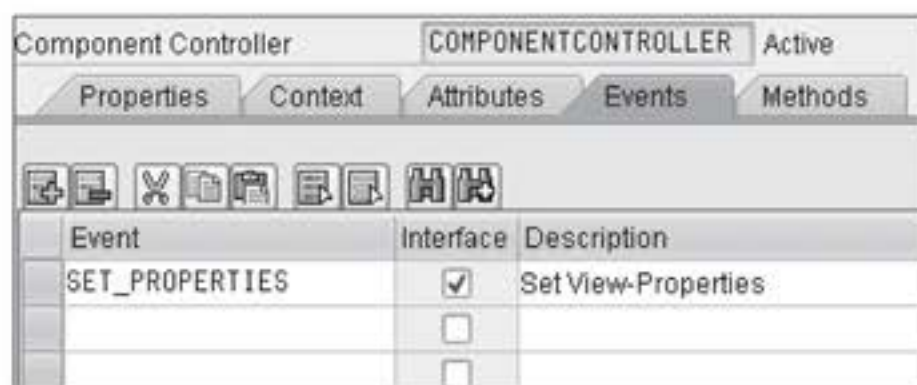 Component Controller COMPONENTCONTROLLER Active
Properties Context Attributes Events Methods
Event Interface Description
SET_PROPERTIES Set View-Properties